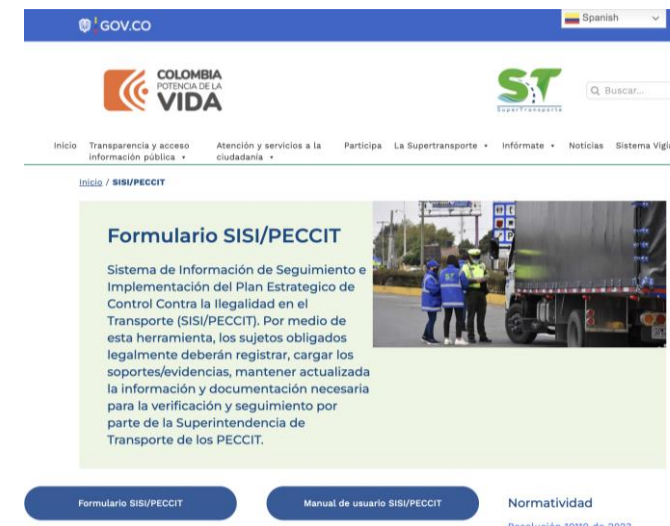 GOV.CO
Spanish
COLOMBIA
POTENCIA DE LA
VIDA
ST
SuperTransporte
Buscar...
Inicio
Transparencia y acceso
información pública
Atención y servicios a la
ciudadanía
Participa
La Supertransporte
Infórmate
Noticias
Sistema Vigia
Inicio / SISI/PECCIT
Formulario SISI/PECCIT
Sistema de Información de Seguimiento e
Implementación del Plan Estrategico de
Control Contra la Ilegalidad en el
Transporte (SISI/PECCIT). Por medio de
esta herramienta, los sujetos obligados
legalmente deberán registrar, cargar los
soportes/evidencias, mantener actualizada
la información y documentación necesaria
para la verificación y seguimiento por
parte de la Superintendencia de
Transporte de los PECCIT.
ST
Formulario SISI/PECCIT
Manual de usuario SISI/PECCIT
Normatividad